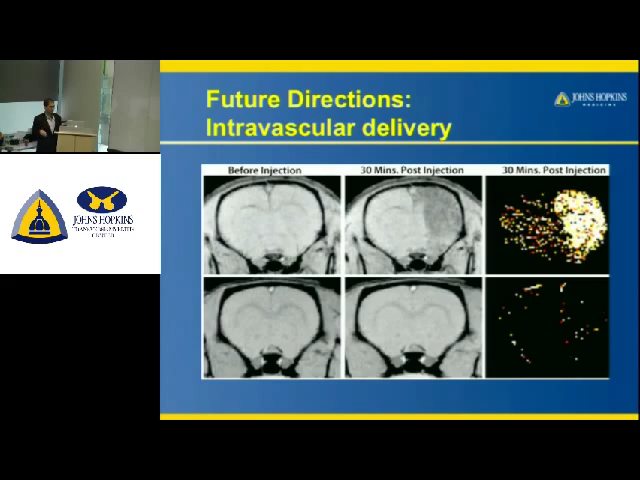 Future Directions:
Intravascular delivery
JOHNS HOPKINS
MEDICINE
Before Injection
30 Mins. Post Injection
30 Mins. Post Injection
JOHNS HOPKINS